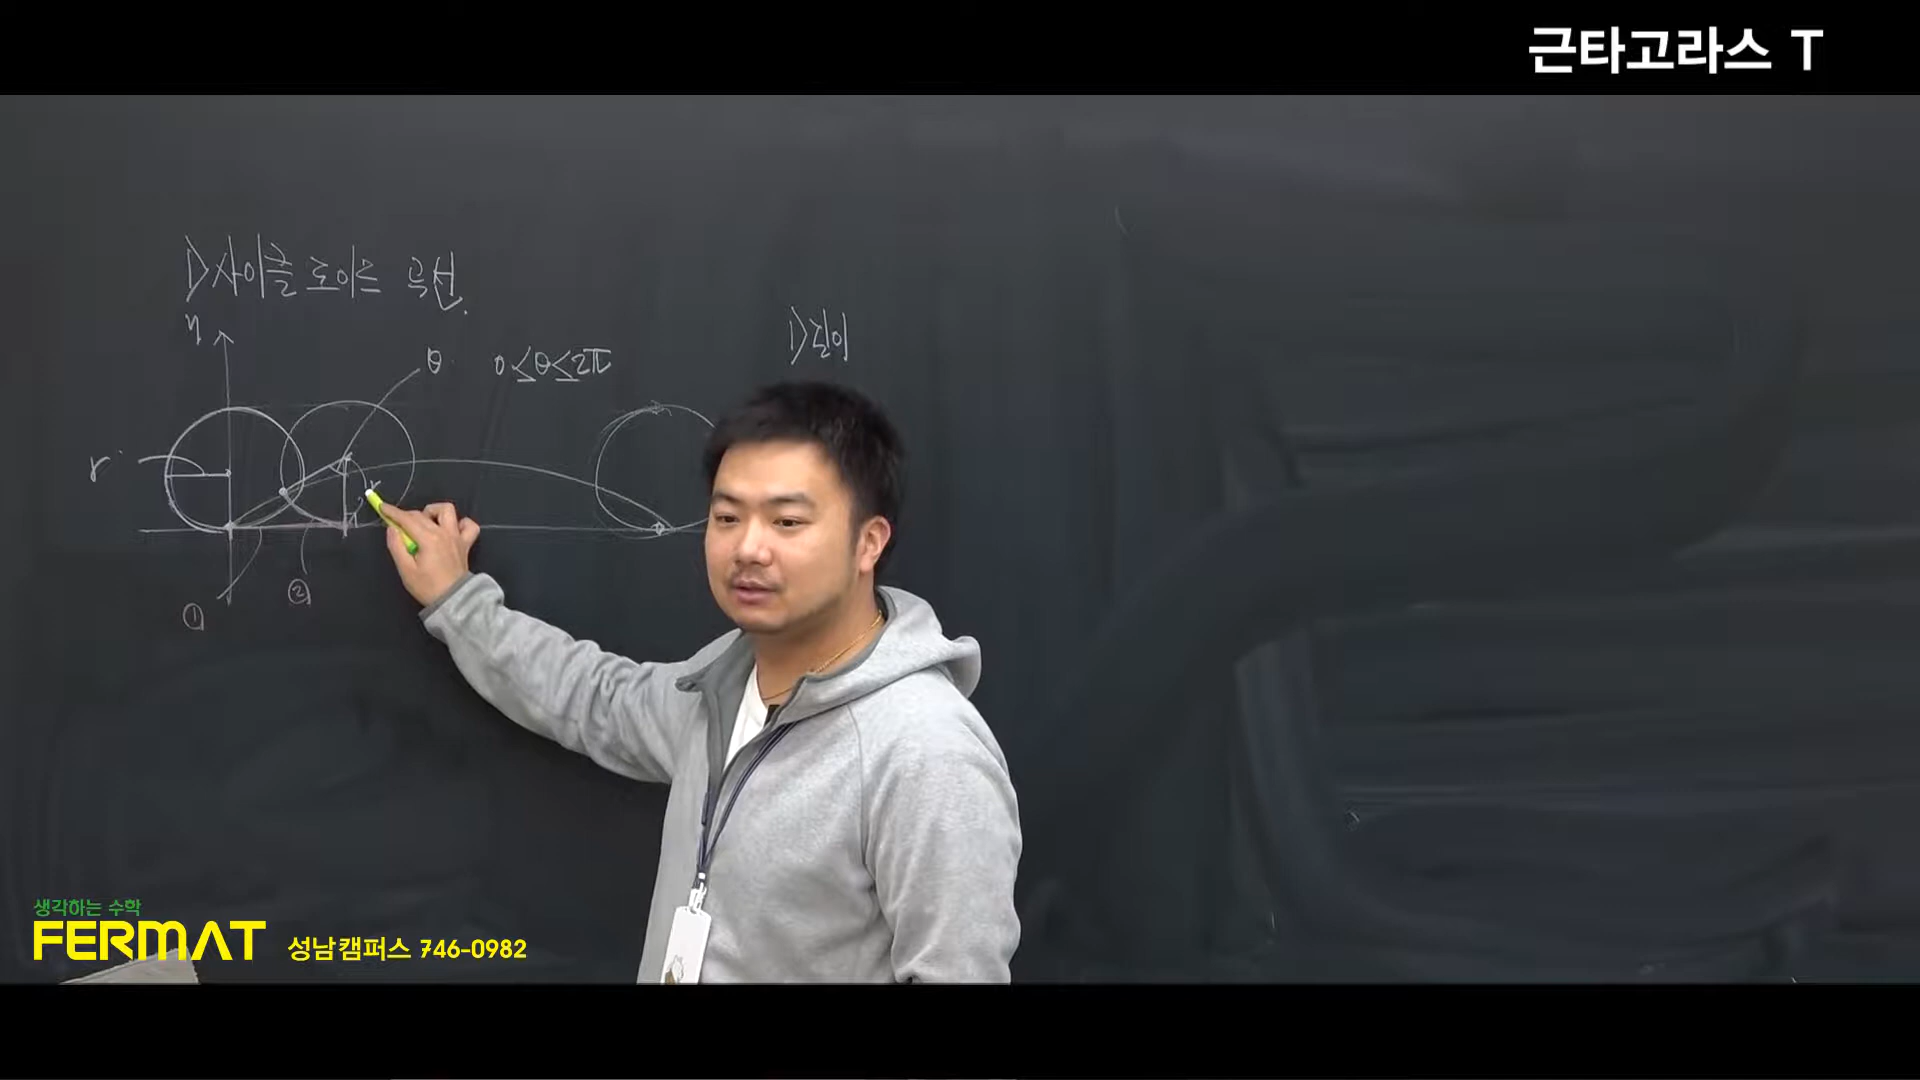 근타고라스 T
1) 사이클로이드 곡선.
y
1) 길이
θ 0≤θ≤2π
r
r
① ②
생각하는 수학
FERMAT 성남캠퍼스 746-0982